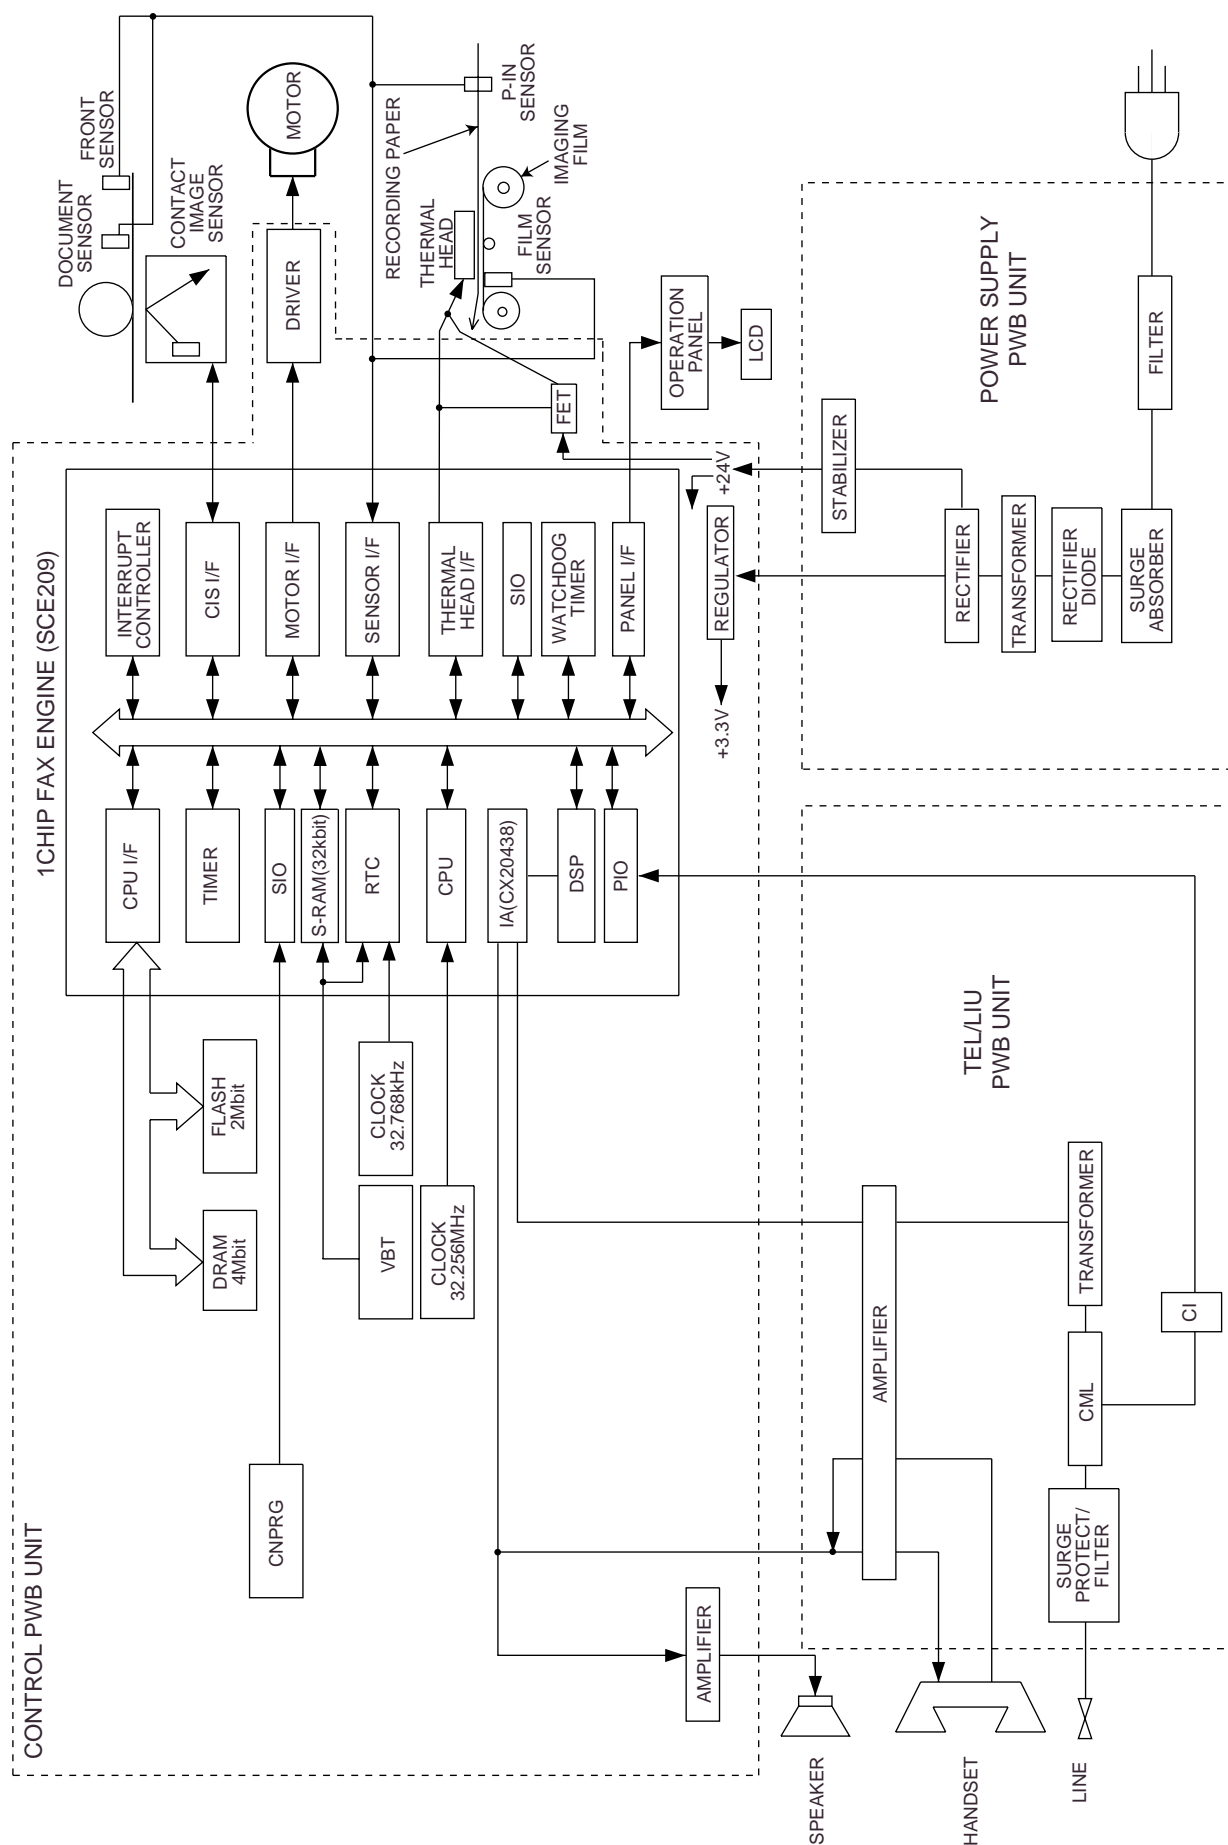 CONTROL PWB UNIT
1CHIP FAX ENGINE (SCE209)
DOCUMENT
SENSOR
FRONT
SENSOR
CONTACT
IMAGE
SENSOR
MOTOR
DRIVER
RECORDING PAPER
THERMAL
HEAD
P-IN
SENSOR
FILM
SENSOR
IMAGING
FILM
FET
OPERATION
PANEL
LCD
INTERRUPT
CONTROLLER
CIS I/F
MOTOR I/F
SENSOR I/F
THERMAL
HEAD I/F
SIO
WATCHDOG
TIMER
PANEL I/F
CPU I/F
TIMER
SIO
S-RAM(32kbit)
RTC
CPU
IA(CX20438)
DSP
PIO
FLASH
2Mbit
DRAM
4Mbit
CNPRG
CLOCK
32.768kHz
VBT
CLOCK
32.256MHz
+24V
REGULATOR
+3.3V
POWER SUPPLY
PWB UNIT
STABILIZER
RECTIFIER
TRANSFORMER
RECTIFIER
DIODE
SURGE
ABSORBER
FILTER
TEL/LIU
PWB UNIT
AMPLIFIER
TRANSFORMER
CML
CI
SURGE
PROTECT/
FILTER
AMPLIFIER
SPEAKER
HANDSET
LINE